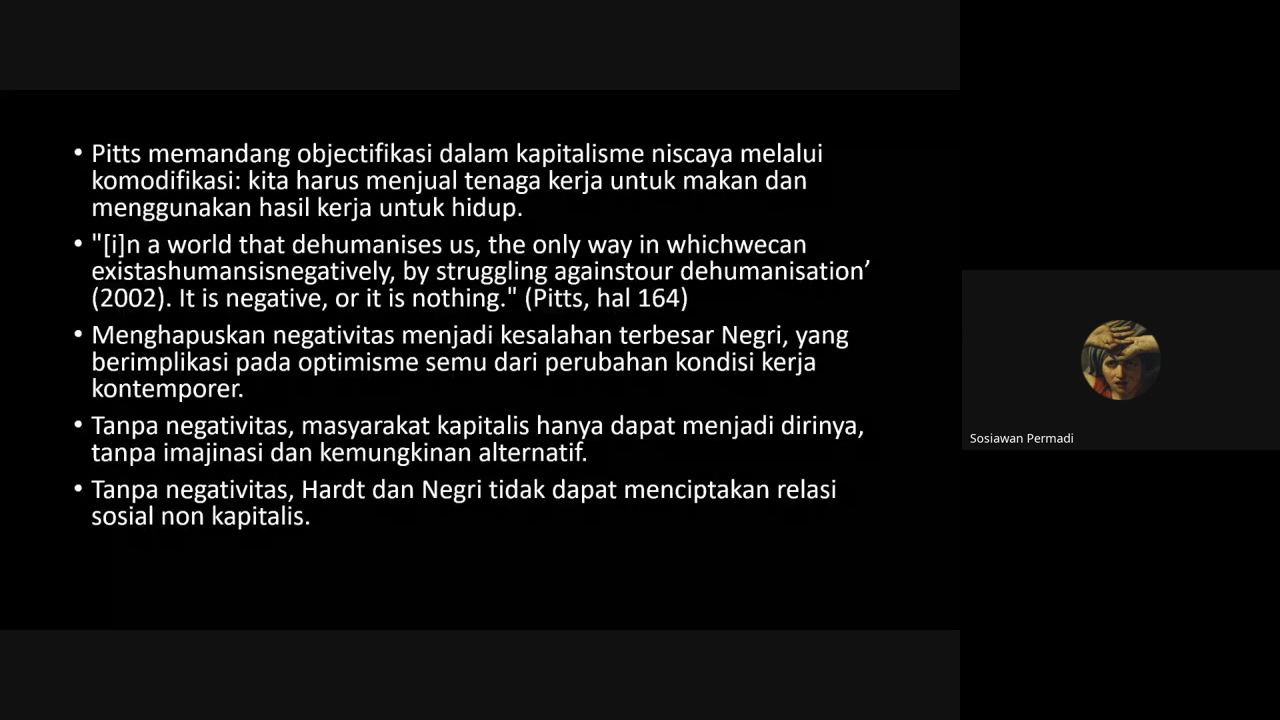 • Pitts memandang objectifikasi dalam kapitalisme niscaya melalui
komodifikasi: kita harus menjual tenaga kerja untuk makan dan
menggunakan hasil kerja untuk hidup.
• "[i]n a world that dehumanises us, the only way in whichwecan
existashumansisnegatively, by struggling againstour dehumanisation’
(2002). It is negative, or it is nothing." (Pitts, hal 164)
• Menghapuskan negativitas menjadi kesalahan terbesar Negri, yang
berimplikasi pada optimisme semu dari perubahan kondisi kerja
kontemporer.
• Tanpa negativitas, masyarakat kapitalis hanya dapat menjadi dirinya,
tanpa imajinasi dan kemungkinan alternatif.
• Tanpa negativitas, Hardt dan Negri tidak dapat menciptakan relasi
sosial non kapitalis.
Sosiawan Permadi